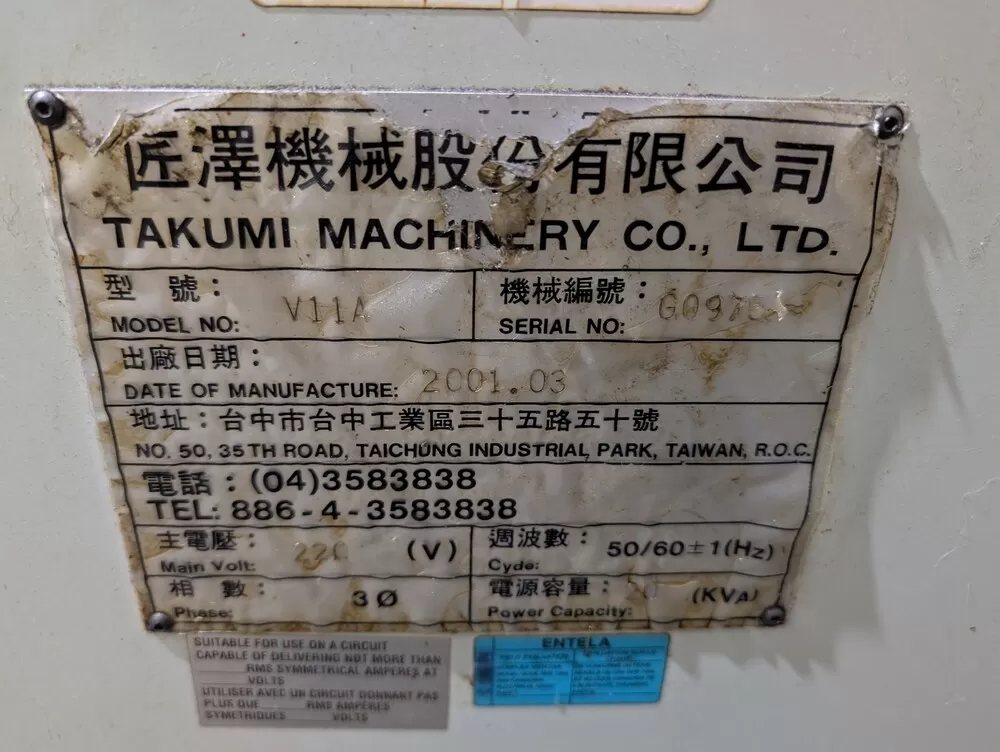 匠澤機械股份有限公司
TAKUMI MACHINERY CO., LTD.
型 號：
MODEL NO: V11A
機械編號：
SERIAL NO:
出廠日期：
DATE OF MANUFACTURE: 2001.03
地址：台中市台中工業區三十五路五十號
NO. 50, 35TH ROAD, TAICHUNG INDUSTRIAL PARK, TAIWAN, R.O.C.
電話：(04)3583838
TEL: 886-4-3583838
主電壓：
Main Volt: 220 (V)
週波數：
Cycle: 50/60±1(Hz)
相 數：
Phase: 3Ø
電源容量：
Power Capacity: (KVA)
SUITABLE FOR USE ON A CIRCUIT
CAPABLE OF DELIVERING NOT MORE THAN
RMS SYMMETRICAL AMPERES AT
VOLTS
UTILISER AVEC UN CIRCUIT DONNANT PAS
PLUS QUE RMS AMPERES
SYMETRIQUES VOLTS
ENTELA